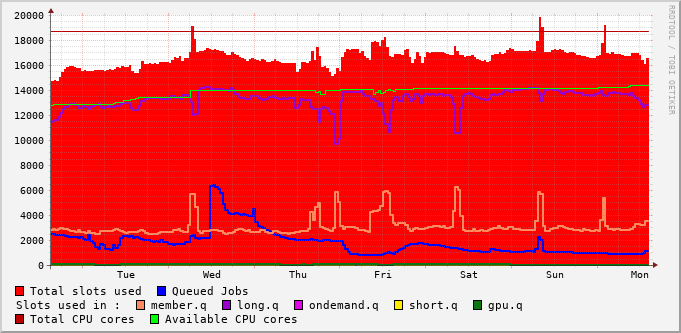 20000
18000
16000
14000
12000
10000
8000
6000
4000
2000
0
Tue Wed Thu Fri Sat Sun Mon
Total slots used Queued Jobs
Slots used in : member.q long.q ondemand.q short.q gpu.q
Total CPU cores Available CPU cores
RRDTOOL / TOBI OETIKER